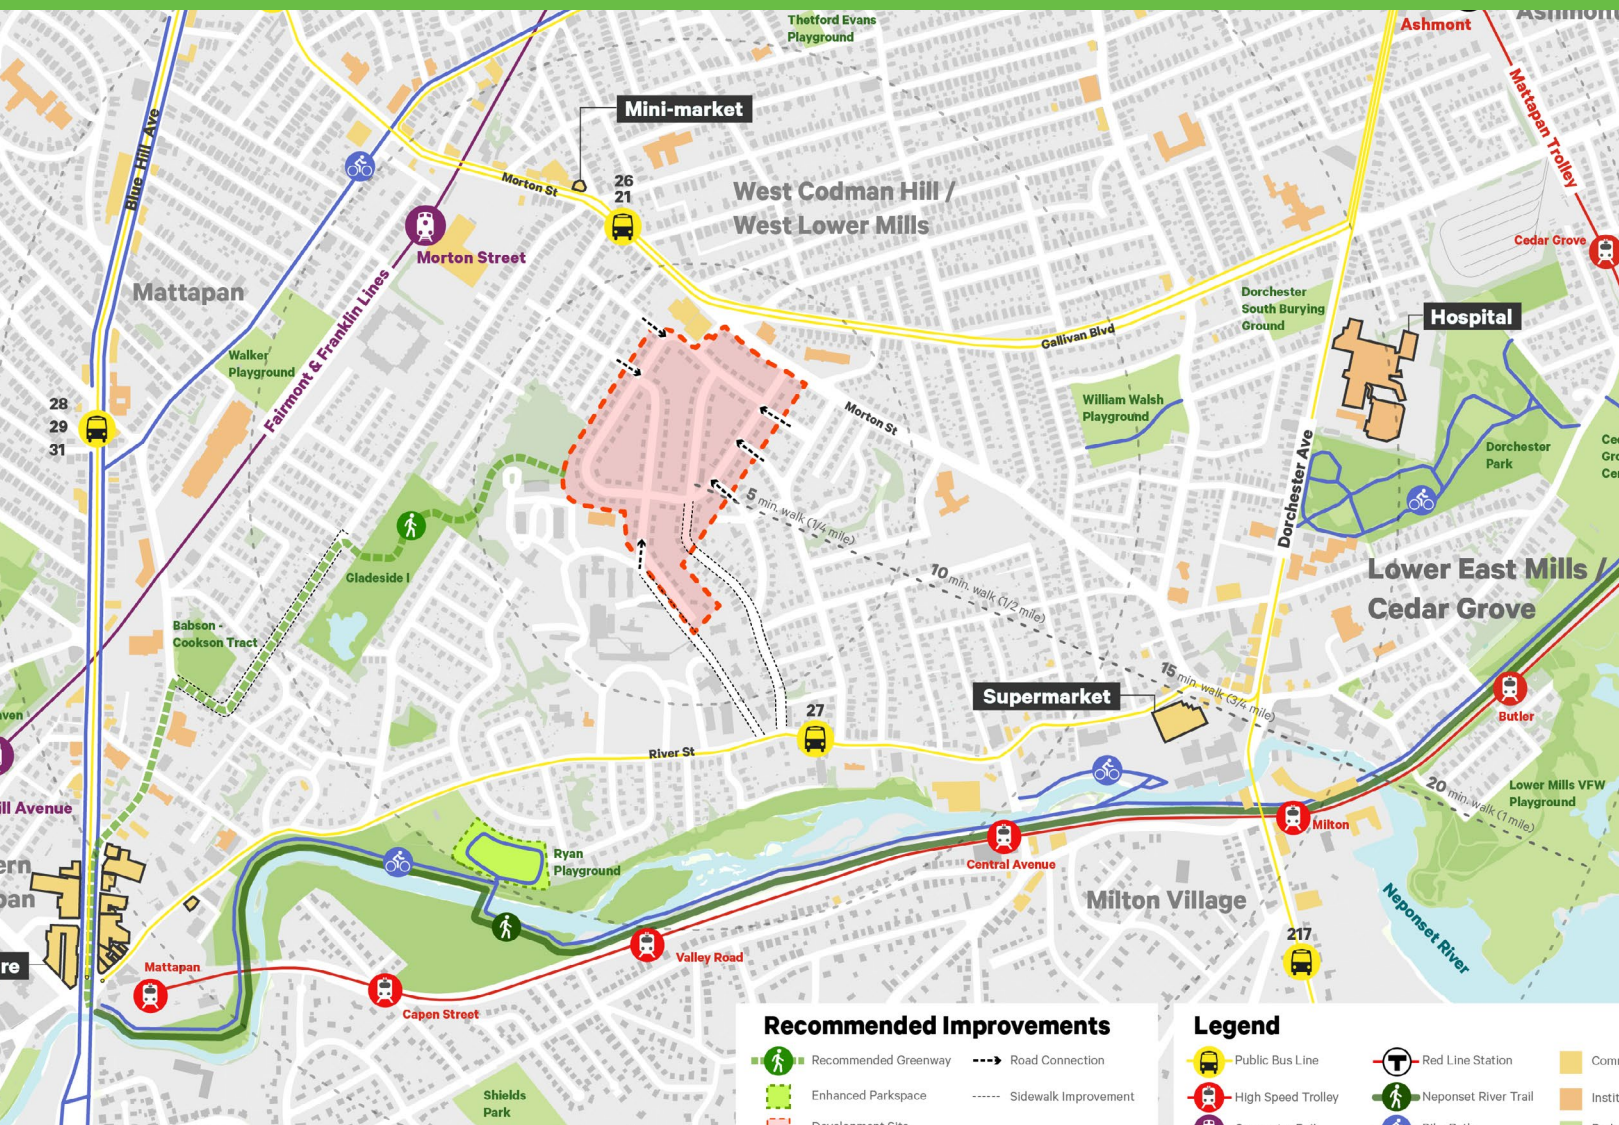 Thetford Evans
Playground
Ashmont
Ashmont
Mattapan Trolley
Blue Hill Ave
Mini-market
Morton St
26
21
West Codman Hill /
West Lower Mills
Morton Street
Cedar Grove
Mattapan
Fairmont & Franklin Lines
Walker
Playground
Dorchester
South Burying
Ground
Hospital
Gallivan Blvd
28
29
31
William Walsh
Playground
Morton St
Dorchester Ave
Dorchester
Park
5 min. walk (1/4 mile)
10 min. walk (1/2 mile)
15 min. walk (3/4 mile)
20 min. walk (1 mile)
Gladeside I
Lower East Mills /
Cedar Grove
Babson -
Cookson Tract
Supermarket
27
River St
Butler
ill Avenue
Lower Mills VFW
Playground
Milton
Central Avenue
Ryan
Playground
Milton Village
Neponset River
217
re
Mattapan
Valley Road
Capen Street
Shields
Park
Recommended Improvements
Recommended Greenway
Road Connection
Enhanced Parkspace
Sidewalk Improvement
Development Site
Legend
Public Bus Line
Red Line Station
T
Com
High Speed Trolley
Neponset River Trail
Instit